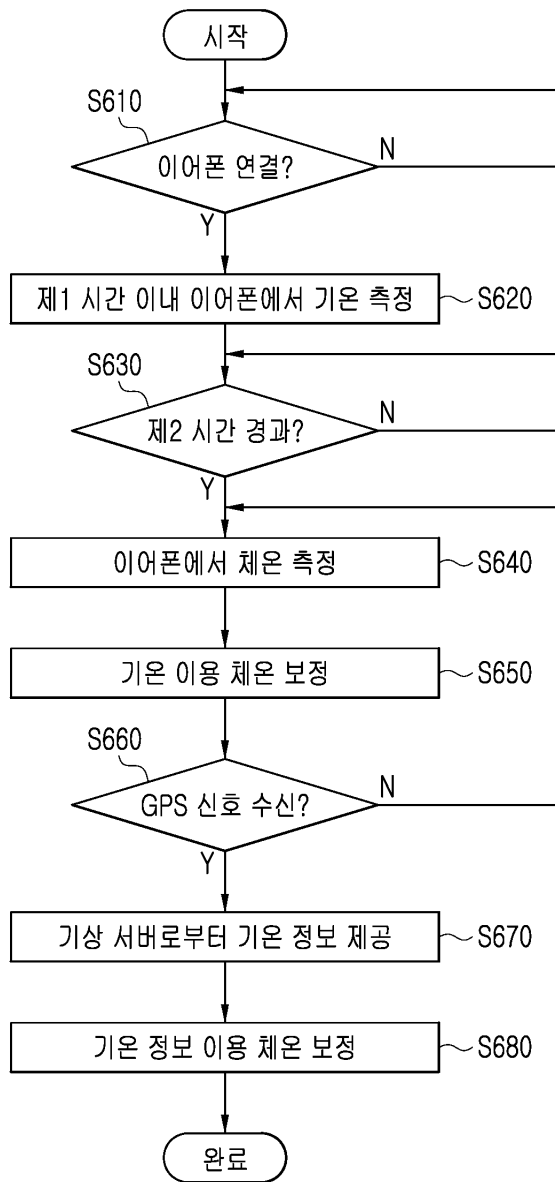 시작
S610
이어폰 연결?
N
Y
제1 시간 이내 이어폰에서 기온 측정
S620
S630
제2 시간 경과?
N
Y
이어폰에서 체온 측정
S640
기온 이용 체온 보정
S650
S660
GPS 신호 수신?
N
Y
기상 서버로부터 기온 정보 제공
S670
기온 정보 이용 체온 보정
S680
완료